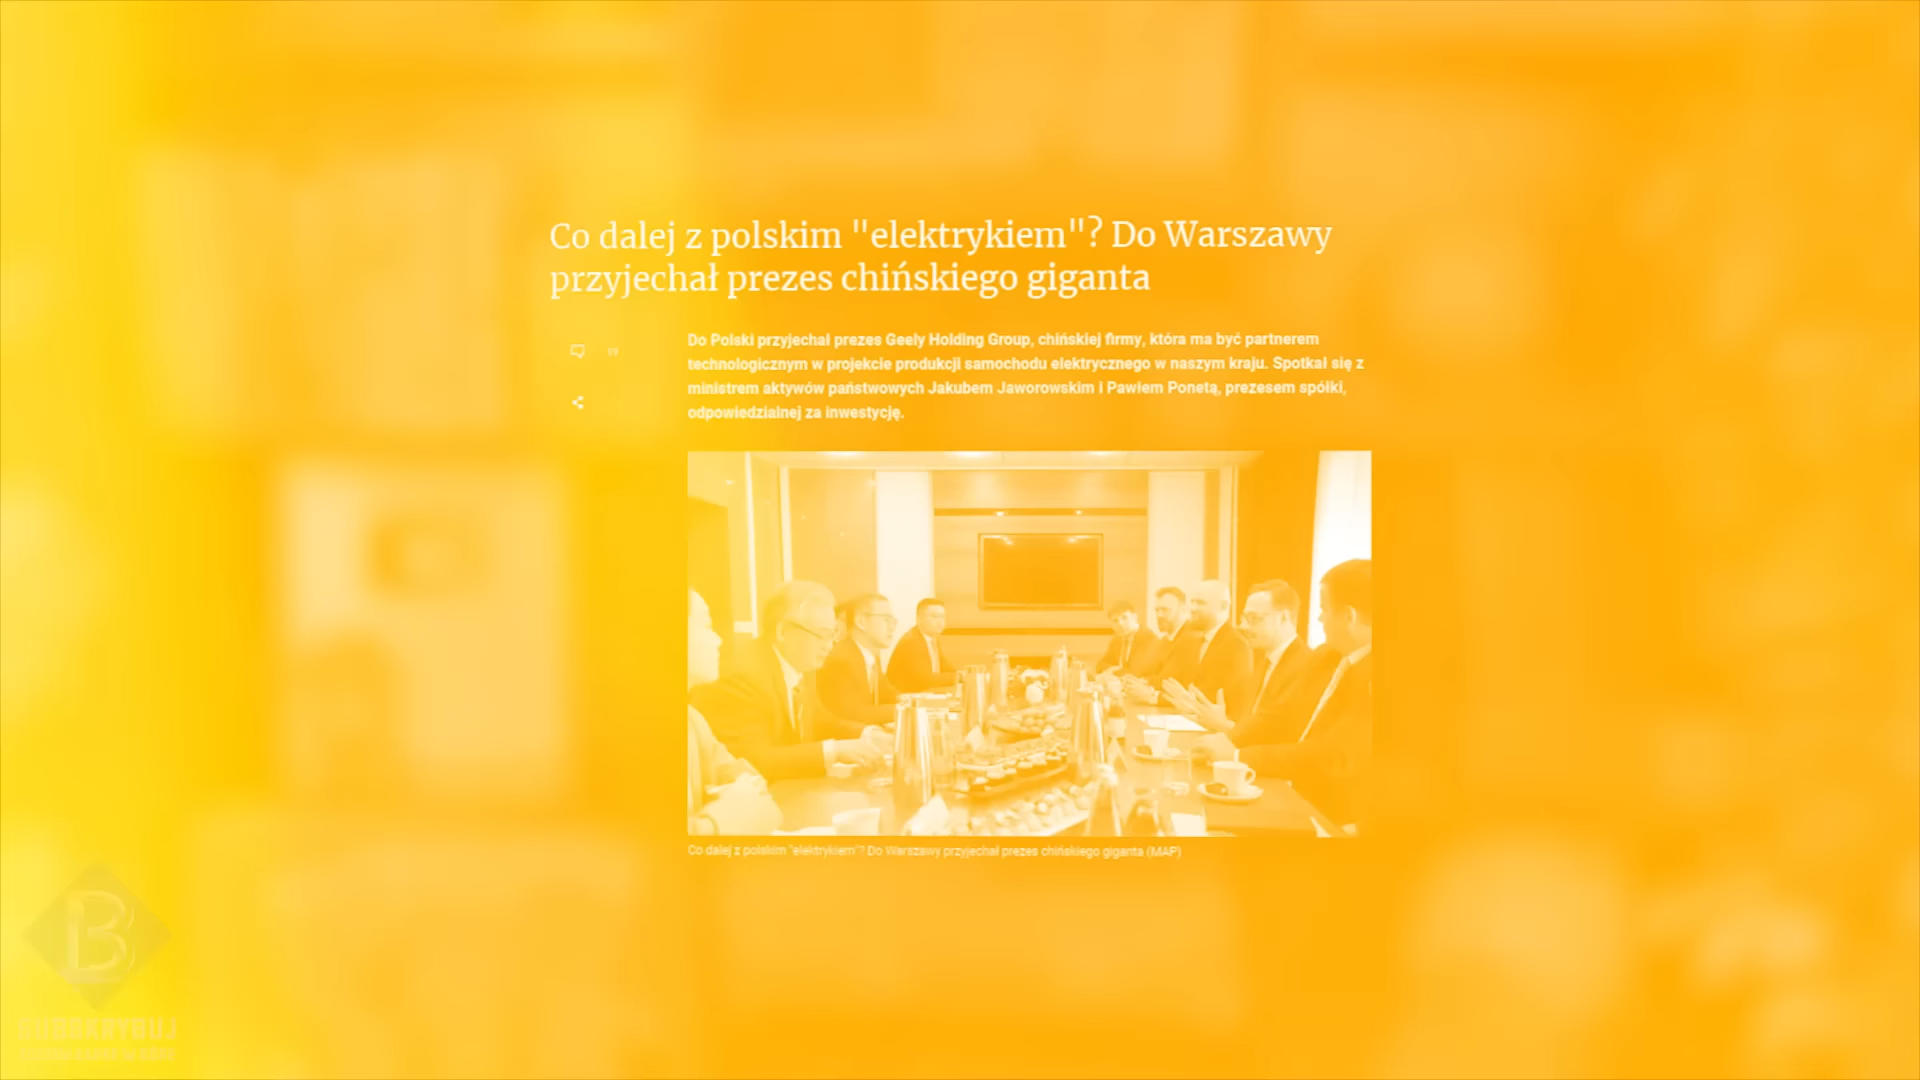 Co dalej z polskim "elektrykiem"? Do Warszawy
przyjechał prezes chińskiego giganta
Do Polski przyjechał prezes Geely Holding Group, chińskiej firmy, która ma być partnerem
technologicznym w projekcie produkcji samochodu elektrycznego w naszym kraju. Spotkał się z
ministrem aktywów państwowych Jakubem Jaworowskim i Pawłem Ponetą, prezesem spółki,
odpowiedzialnej za inwestycję.
Co dalej z polskim "elektrykiem"? Do Warszawy przyjechał prezes chińskiego giganta (MAP)
B